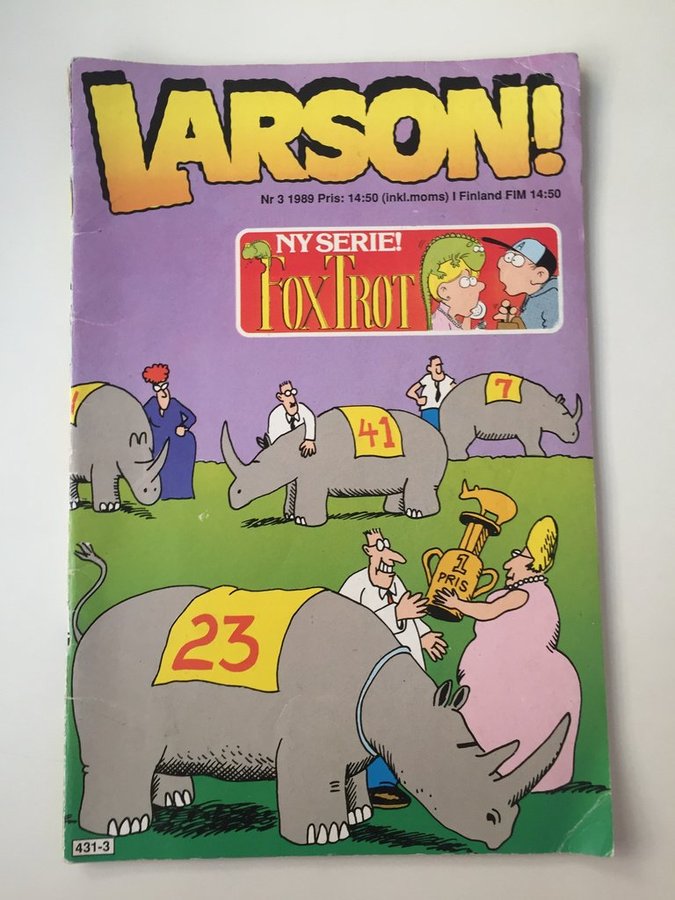 LARSON!
Nr 3 1989 Pris: 14:50 (inkl.moms) I Finland FIM 14:50
NY SERIE!
FOXTROT
7
41
1
PRIS
23
431-3